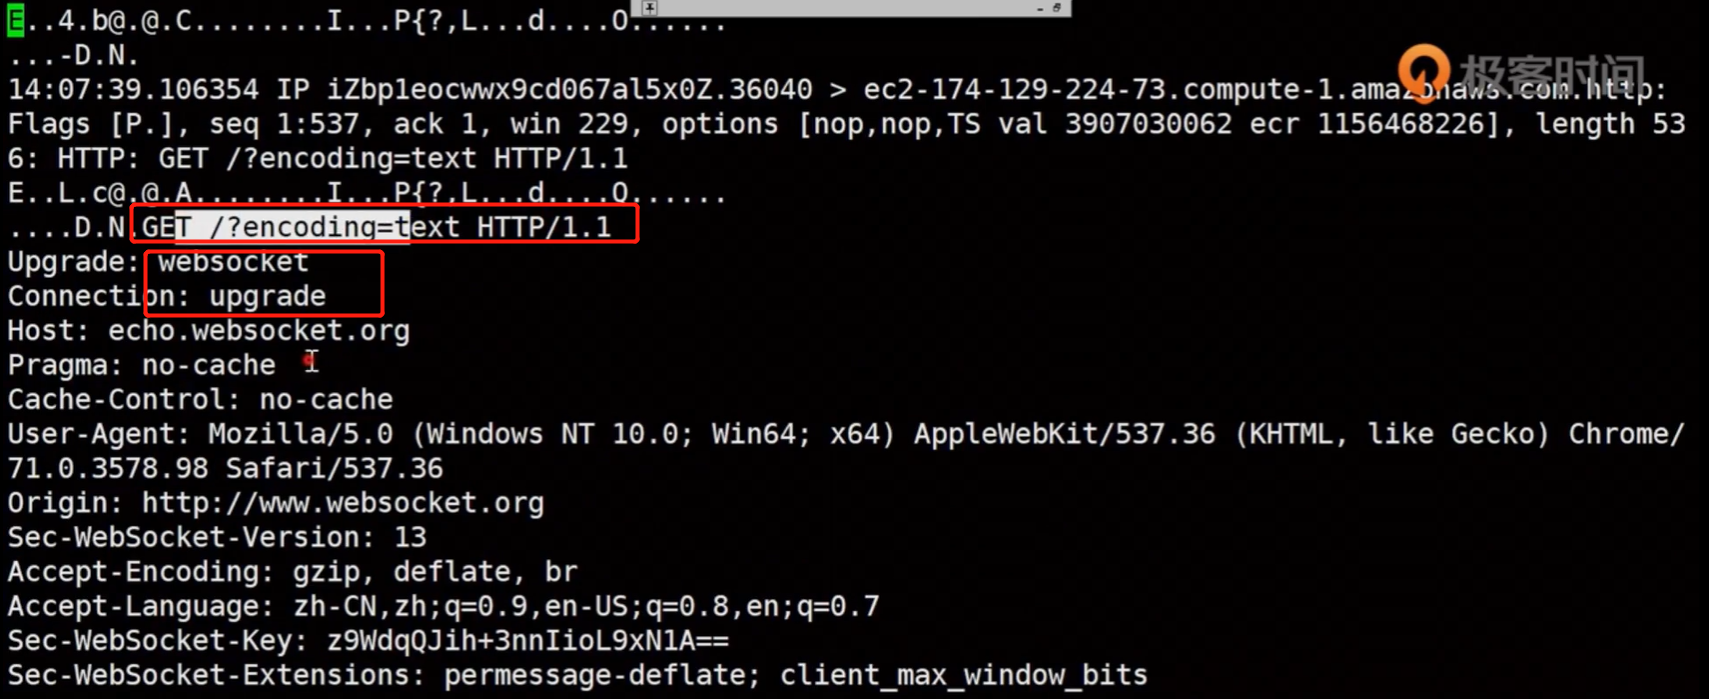 E..4.b@.@.C........I...P{?,L...d....O......
...-D.N.
极客时间
14:07:39.106354 IP iZbp1eocwwx9cd067al5x0Z.36040 > ec2-174-129-224-73.compute-1.amazonaws.com.http:
Flags [P.], seq 1:537, ack 1, win 229, options [nop,nop,TS val 3907030062 ecr 1156468226], length 53
6: HTTP: GET /?encoding=text HTTP/1.1
E..L.c@.@.A........I...P{?,L...d....O......
....D.N.GET /?encoding=text HTTP/1.1
Upgrade: websocket
Connection: upgrade
Host: echo.websocket.org
Pragma: no-cache
Cache-Control: no-cache
User-Agent: Mozilla/5.0 (Windows NT 10.0; Win64; x64) AppleWebKit/537.36 (KHTML, like Gecko) Chrome/
71.0.3578.98 Safari/537.36
Origin: http://www.websocket.org
Sec-WebSocket-Version: 13
Accept-Encoding: gzip, deflate, br
Accept-Language: zh-CN,zh;q=0.9,en-US;q=0.8,en;q=0.7
Sec-WebSocket-Key: z9WdqQJih+3nnIioL9xN1A==
Sec-WebSocket-Extensions: permessage-deflate; client_max_window_bits